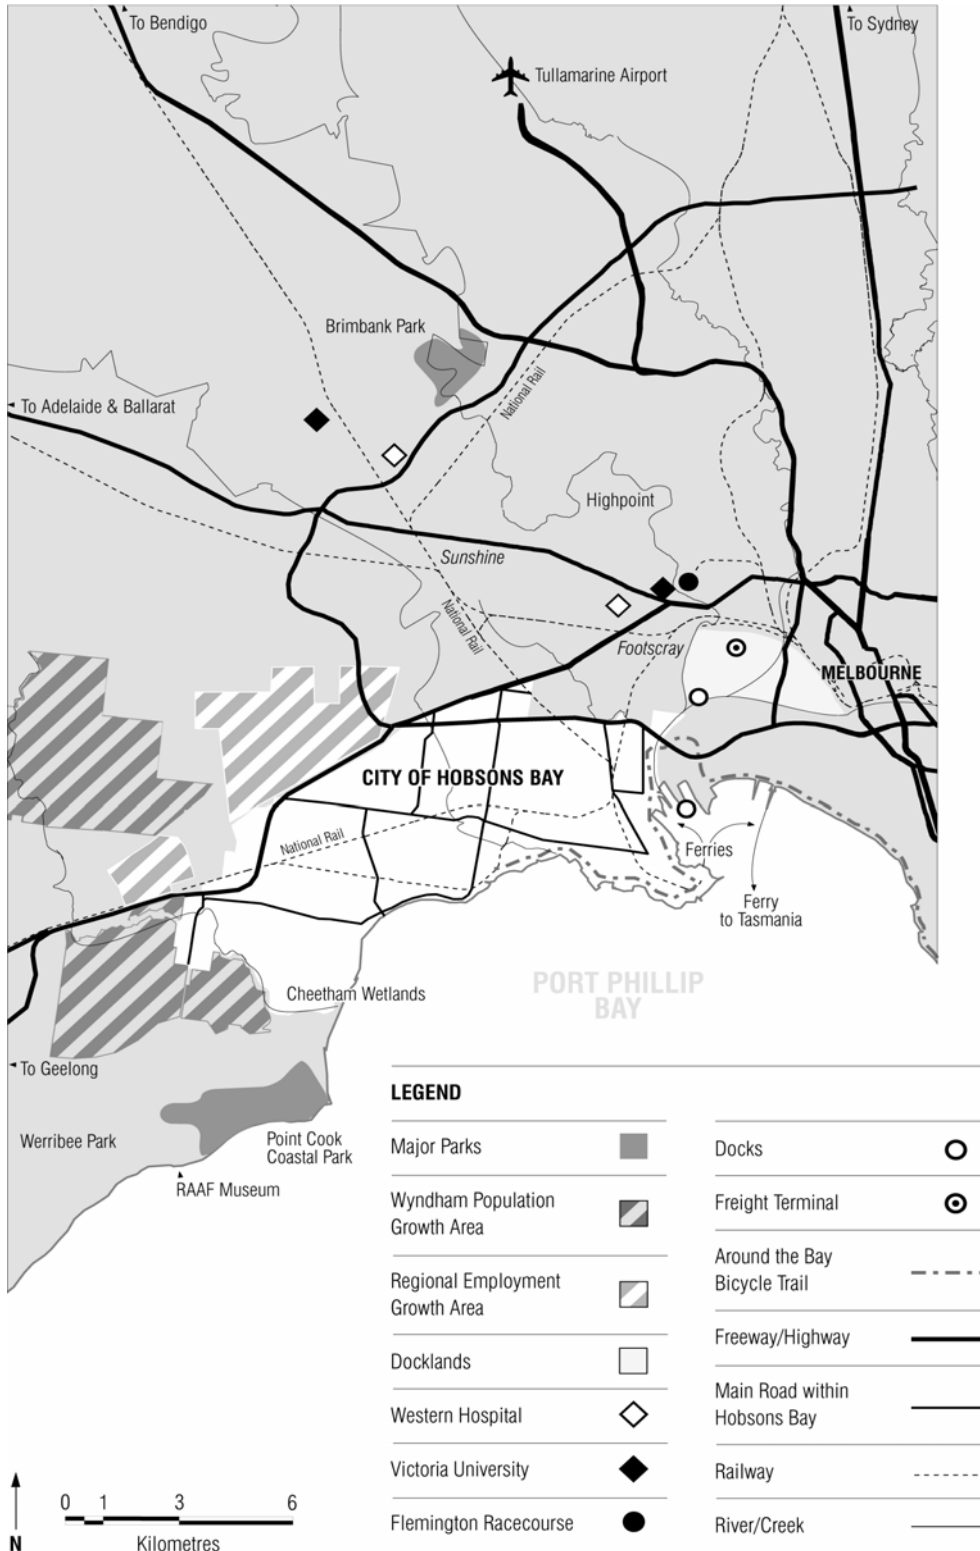 To Bendigo
To Sydney
Tullamarine Airport
Brimbank Park
National Rail
To Adelaide & Ballarat
Highpoint
Sunshine
National Rail
Footscray
MELBOURNE
CITY OF HOBSONS BAY
National Rail
Ferries
Ferry
to Tasmania
PORT PHILLIP
BAY
Cheetham Wetlands
To Geelong
Werribee Park
Point Cook
Coastal Park
RAAF Museum
LEGEND
Major Parks
Wyndham Population
Growth Area
Regional Employment
Growth Area
Docklands
Western Hospital
Victoria University
Flemington Racecourse
Docks
Freight Terminal
Around the Bay
Bicycle Trail
Freeway/Highway
Main Road within
Hobsons Bay
Railway
River/Creek
0 1 3 6
Kilometres
N